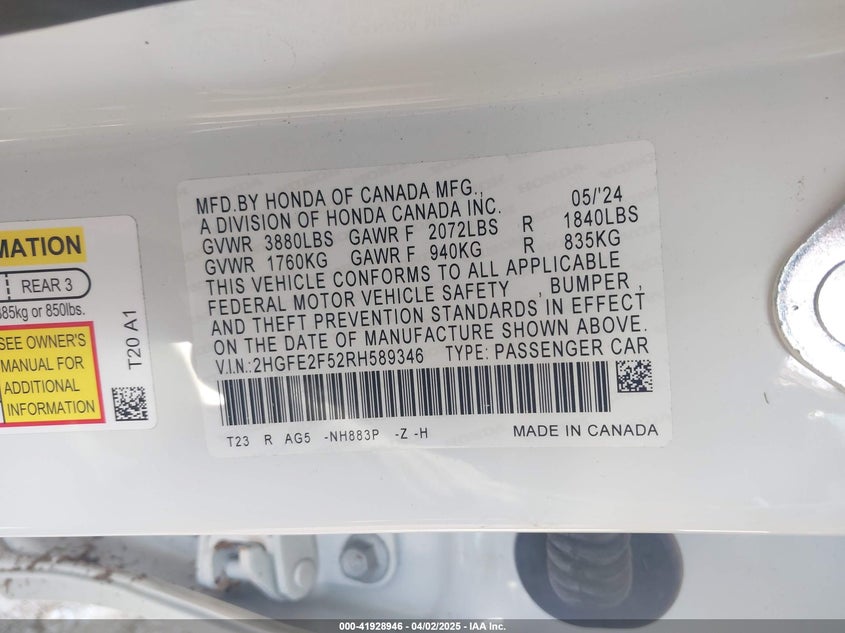 MFD.BY HONDA OF CANADA MFG., 05/'24
A DIVISION OF HONDA CANADA INC.
GVWR 3880LBS GAWR F 2072LBS R 1840LBS
GVWR 1760KG GAWR F 940KG R 835KG
THIS VEHICLE CONFORMS TO ALL APPLICABLE
FEDERAL MOTOR VEHICLE SAFETY , BUMPER ,
AND THEFT PREVENTION STANDARDS IN EFFECT
ON THE DATE OF MANUFACTURE SHOWN ABOVE.
V.I.N.:2HGFE2F52RH589346 TYPE: PASSENGER CAR
T23 R AG5 -NH883P -Z -H MADE IN CANADA
REAR 3
or 850lbs.
SEE OWNER'S
MANUAL FOR
ADDITIONAL
INFORMATION
T20 A1
000-41928946 - 04/02/2025 - IAA Inc.